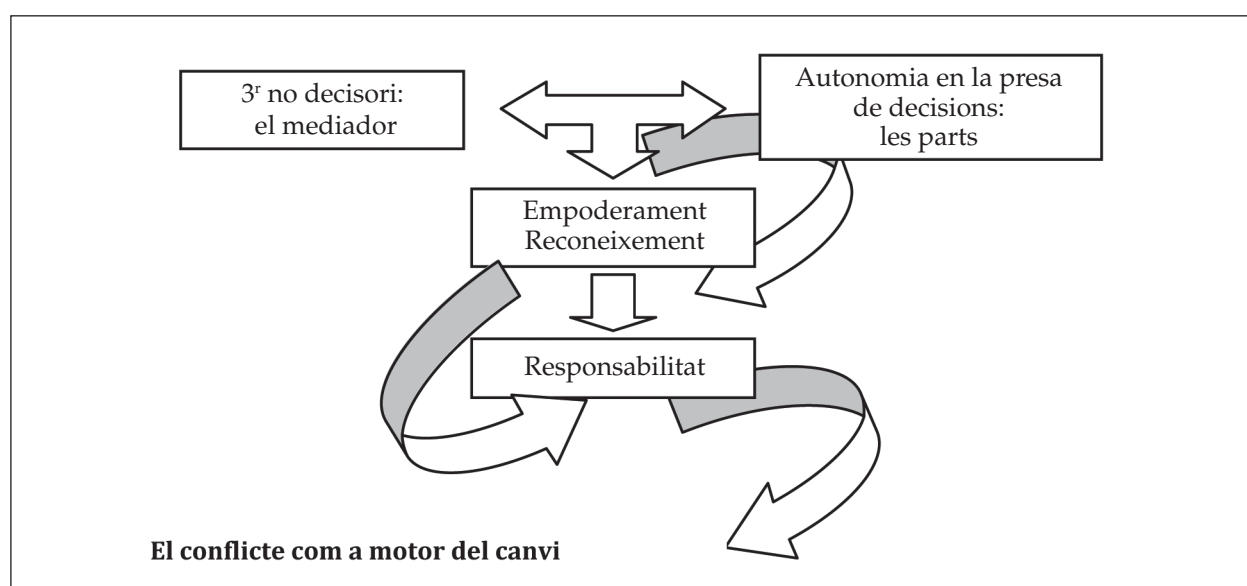 3ʳ no decisori:
el mediador
Autonomia en la presa
de decisions:
les parts
Empoderament
Reconeixement
Responsabilitat
El conflicte com a motor del canvi